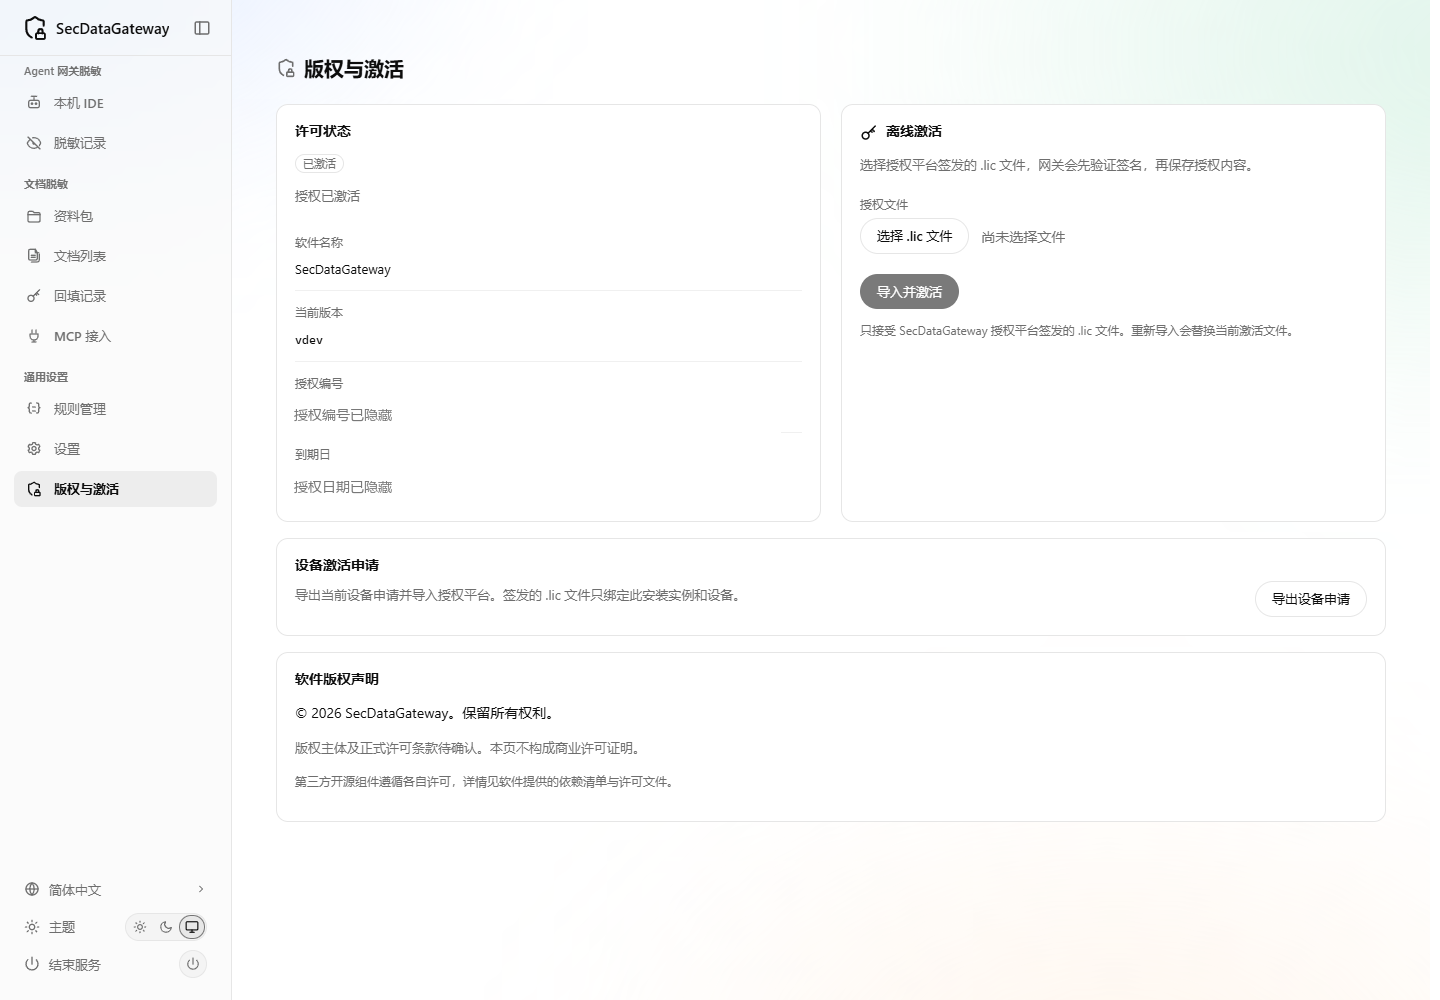 SecDataGateway
Agent 网关脱敏
本机 IDE
脱敏记录
文档脱敏
资料包
文档列表
回填记录
MCP 接入
通用设置
规则管理
设置
版权与激活
简体中文
主题
结束服务
版权与激活
许可状态
已激活
授权已激活
软件名称
SecDataGateway
当前版本
vdev
授权编号
授权编号已隐藏
到期日
授权日期已隐藏
离线激活
选择授权平台签发的 .lic 文件，网关会先验证签名，再保存授权内容。
授权文件
选择 .lic 文件 尚未选择文件
导入并激活
只接受 SecDataGateway 授权平台签发的 .lic 文件。重新导入会替换当前激活文件。
设备激活申请
导出当前设备申请并导入授权平台。签发的 .lic 文件只绑定此安装实例和设备。
导出设备申请
软件版权声明
© 2026 SecDataGateway。保留所有权利。
版权主体及正式许可条款待确认。本页不构成商业许可证明。
第三方开源组件遵循各自许可，详情见软件提供的依赖清单与许可文件。